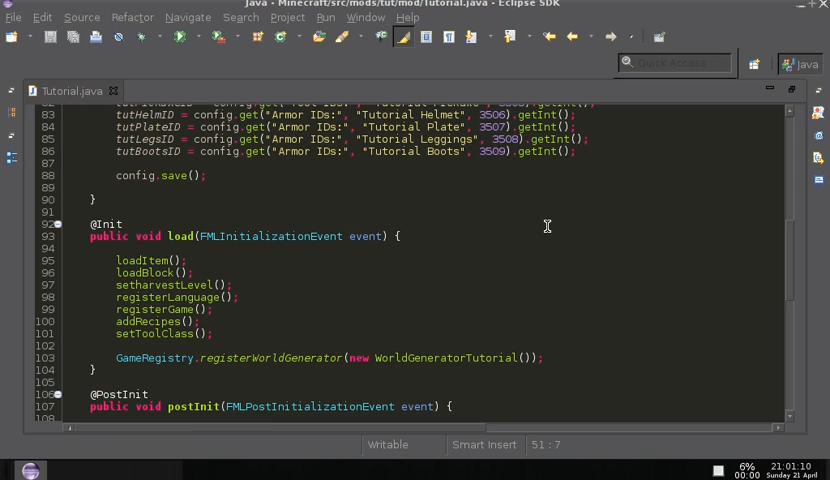 Java - Minecraft/src/mods/tut/mod/Tutorial.java - Eclipse SDK
File Edit Source Refactor Navigate Search Project Run Window Help
Quick Access
Java
Tutorial.java
83 tutHelmID = config.get("Armor IDs:", "Tutorial Helmet", 3506).getInt();
84 tutPlateID = config.get("Armor IDs:", "Tutorial Plate", 3507).getInt();
85 tutLegsID = config.get("Armor IDs:", "Tutorial Leggings", 3508).getInt();
86 tutBootsID = config.get("Armor IDs:", "Tutorial Boots", 3509).getInt();
87
88 config.save();
89
90 }
91
92 @Init
93 public void load(FMLInitializationEvent event) {
94
95 loadItem();
96 loadBlock();
97 setharvestLevel();
98 registerLanguage();
99 registerGame();
100 addRecipes();
101 setToolClass();
102
103 GameRegistry.registerWorldGenerator(new WorldGeneratorTutorial());
104 }
105
106 @PostInit
107 public void postInit(FMLPostInitializationEvent event) {
108
Writable Smart Insert 51 : 7
6% 21:01:10
00:00 Sunday 21 April